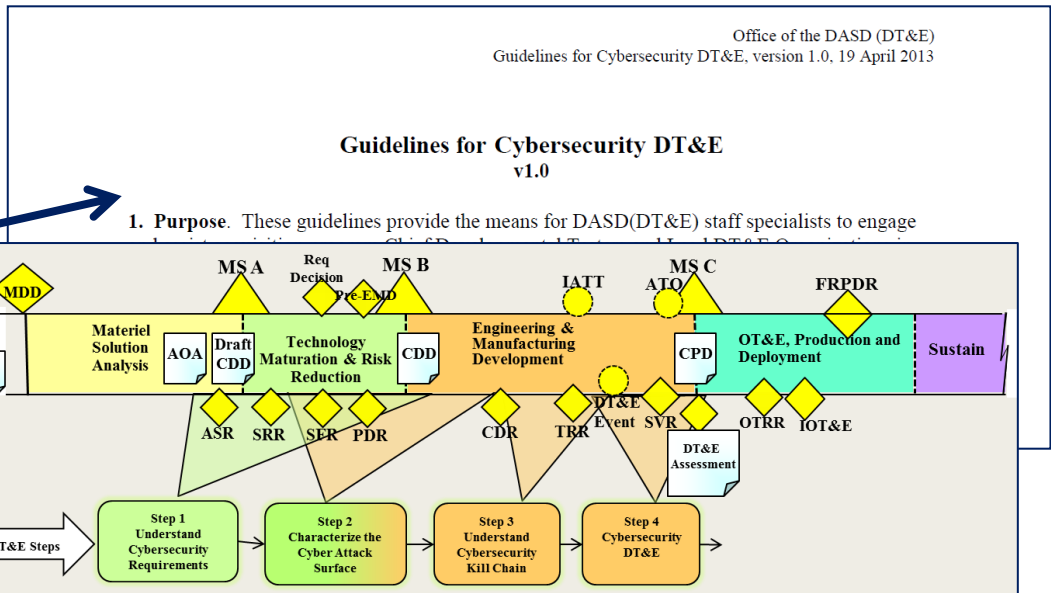 Office of the DASD (DT&E)
Guidelines for Cybersecurity DT&E, version 1.0, 19 April 2013
Guidelines for Cybersecurity DT&E
v1.0
1. Purpose. These guidelines provide the means for DASD(DT&E) staff specialists to engage
MDD
MS A
Req
Decision
Pre-EMD
MS B
IATT
ATO
MS C
FRPDR
Materiel
Solution
Analysis
AOA
Draft
CDD
Technology
Maturation & Risk
Reduction
CDD
Engineering &
Manufacturing
Development
CPD
OT&E, Production and
Deployment
Sustain
ASR
SRR
SFR
PDR
CDR
TRR
DT&E
Event
SVR
OTRR
IOT&E
DT&E
Assessment
T&E Steps
Step 1
Understand
Cybersecurity
Requirements
Step 2
Characterize the
Cyber Attack
Surface
Step 3
Understand
Cybersecurity
Kill Chain
Step 4
Cybersecurity
DT&E